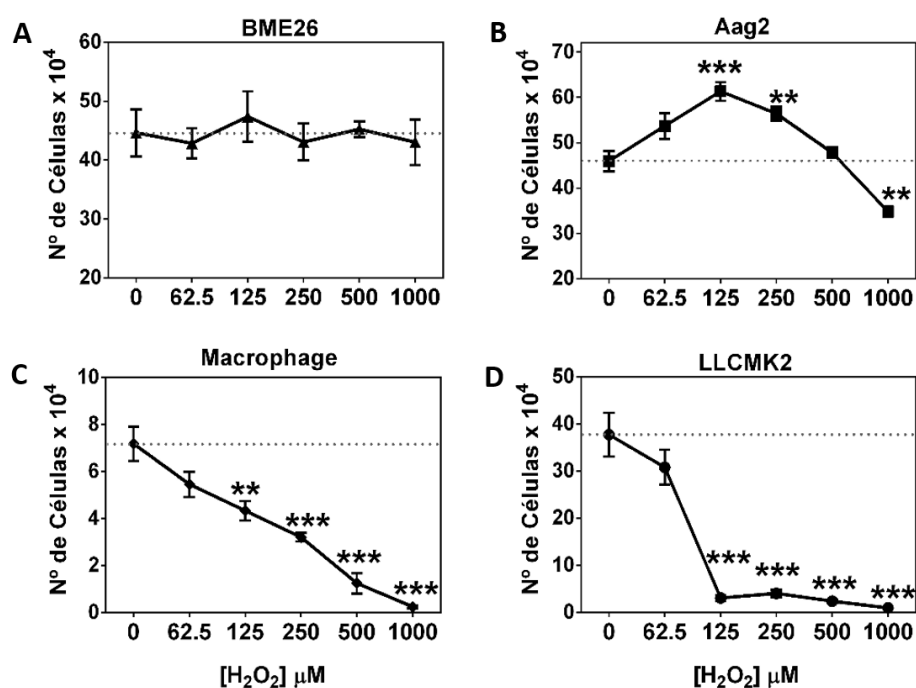 A
BME26
Nº de Células x 10⁴
60
50
40
30
20
0 62.5 125 250 500 1000
B
Aag2
Nº de Células x 10⁴
70
60
50
40
30
20
***
**
**
0 62.5 125 250 500 1000
C
Macrophage
Nº de Células x 10⁴
10
8
6
4
2
0
**
***
***
***
0 62.5 125 250 500 1000
[H₂O₂] μM
D
LLCMK2
Nº de Células x 10⁴
50
40
30
20
10
0
***
***
***
***
0 62.5 125 250 500 1000
[H₂O₂] μM